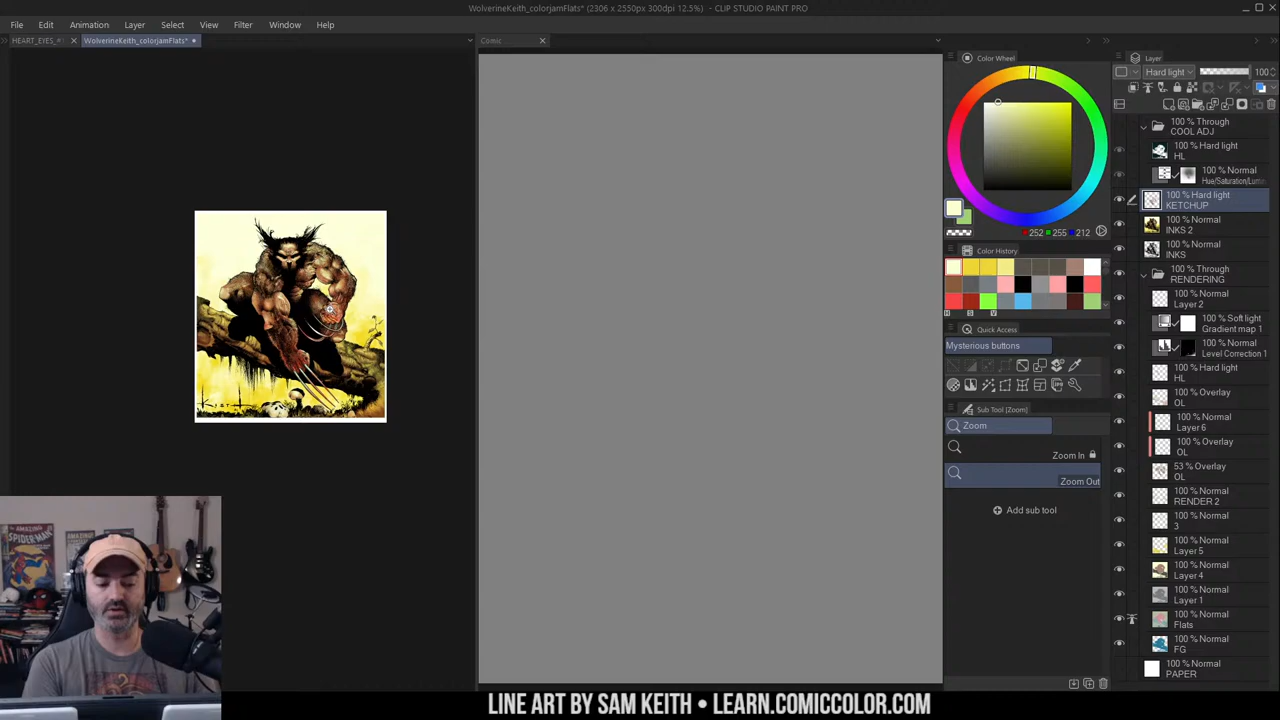 WolverineKeith_colorjamFlats* (2306 x 2550px 300dpi 12.5%) - CLIP STUDIO PAINT PRO
File Edit Animation Layer Select View Filter Window Help
HEART_EYES_ WolverineKeith_colorjamFlats* Comic
Color Wheel
252 255 212
Color History
Quick Access
Mysterious buttons
Sub Tool [Zoom]
Zoom
Zoom In
Zoom Out
Add sub tool
Layer
Hard light 100
100 % Through
COOL ADJ
100 % Hard light
HL
100 % Normal
Hue/Saturation/Lumin
100 % Hard light
KETCHUP
100 % Normal
INKS 2
100 % Normal
INKS
100 % Through
RENDERING
100 % Normal
Layer 2
100 % Soft light
Gradient map 1
100 % Normal
Level Correction 1
100 % Hard light
HL
100 % Overlay
OL
100 % Normal
Layer 6
100 % Overlay
OL
53 % Overlay
OL
100 % Normal
RENDER 2
100 % Normal
3
100 % Normal
Layer 5
100 % Normal
Layer 4
100 % Normal
Layer 1
100 % Normal
Flats
100 % Normal
FG
100 % Normal
PAPER
THE AMAZING
SPIDER-MAN
LINE ART BY SAM KEITH • LEARN.COMICCOLOR.COM